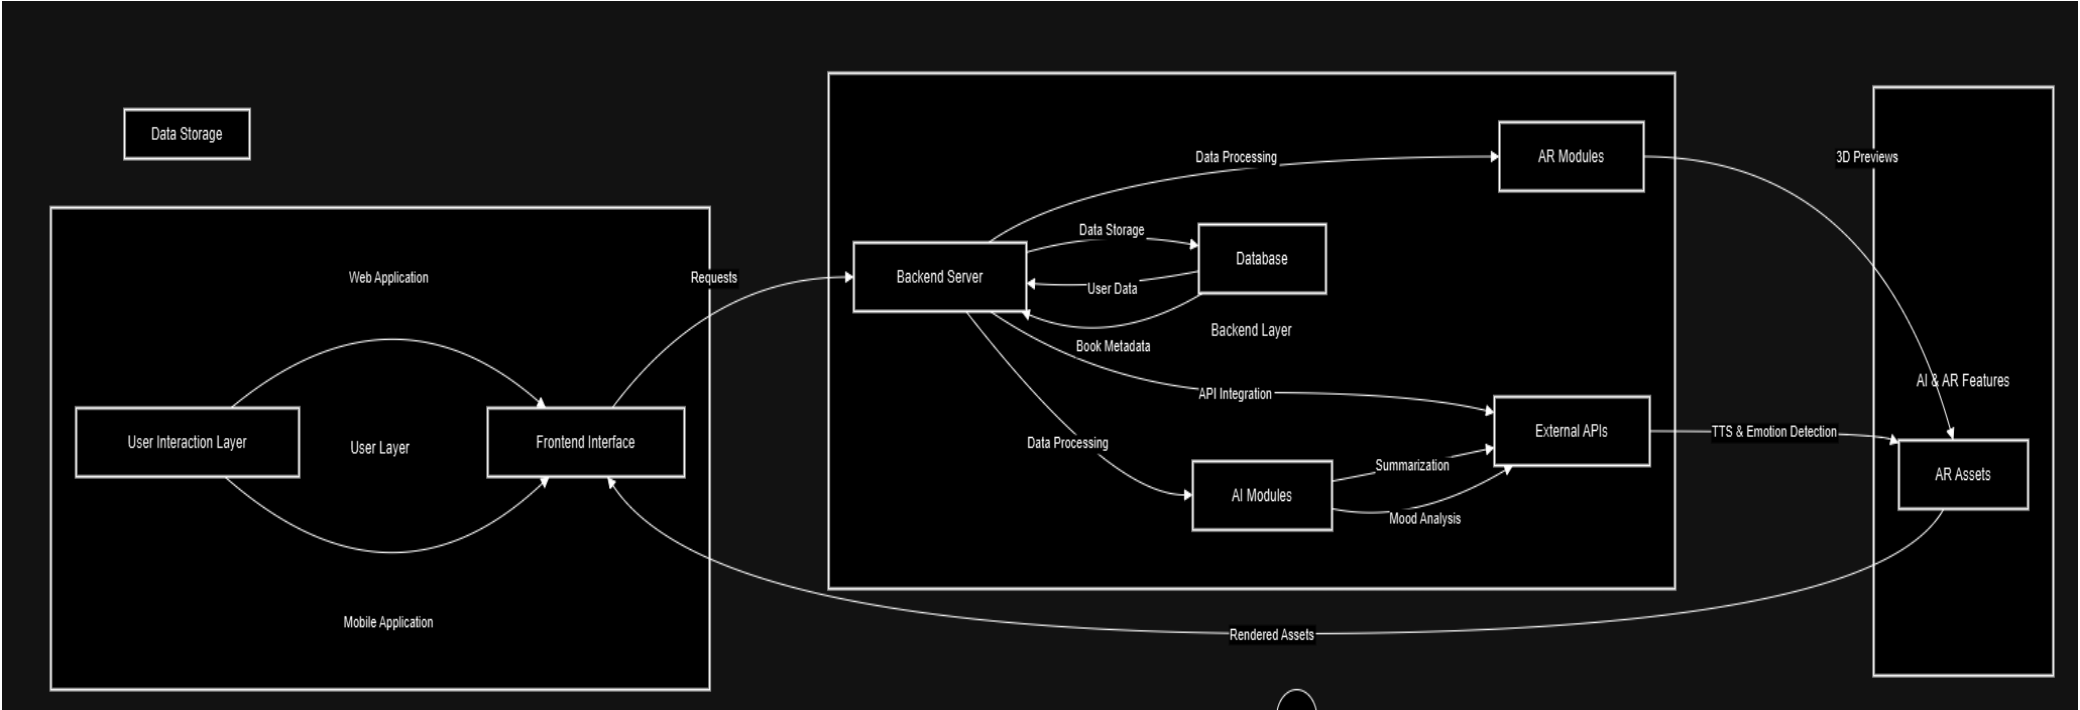 Data Storage
Web Application
User Interaction Layer
User Layer
Frontend Interface
Mobile Application
Requests
Data Processing
AR Modules
Data Storage
Database
Backend Server
User Data
Backend Layer
Book Metadata
API Integration
External APIs
Data Processing
Summarization
AI Modules
Mood Analysis
3D Previews
AI & AR Features
TTS & Emotion Detection
AR Assets
Rendered Assets